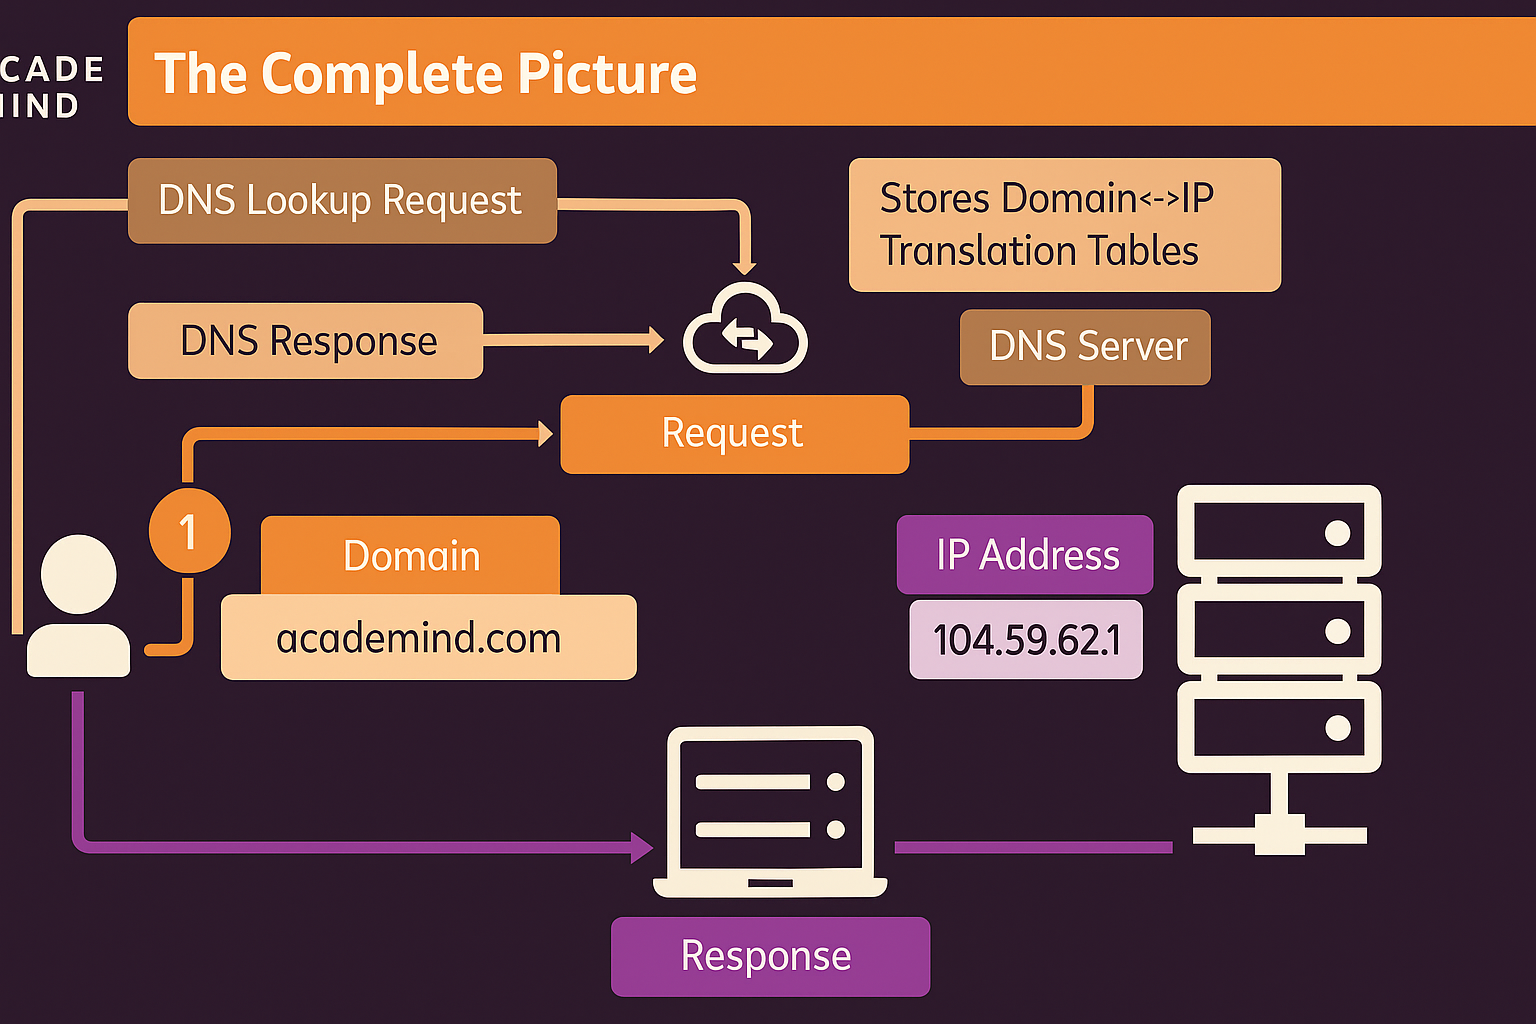 CADE
MIND
The Complete Picture
DNS Lookup Request
Stores Domain<->IP
Translation Tables
DNS Response
DNS Server
Request
1
Domain
academind.com
IP Address
104.59.62.1
Response